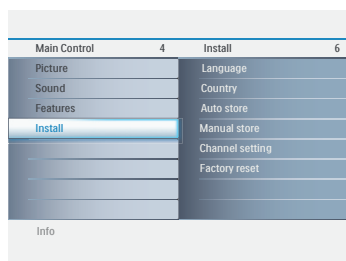 Main Control 4 Install 6
Picture Language
Sound Country
Features Auto store
Install Manual store
Channel setting
Factory reset
Info